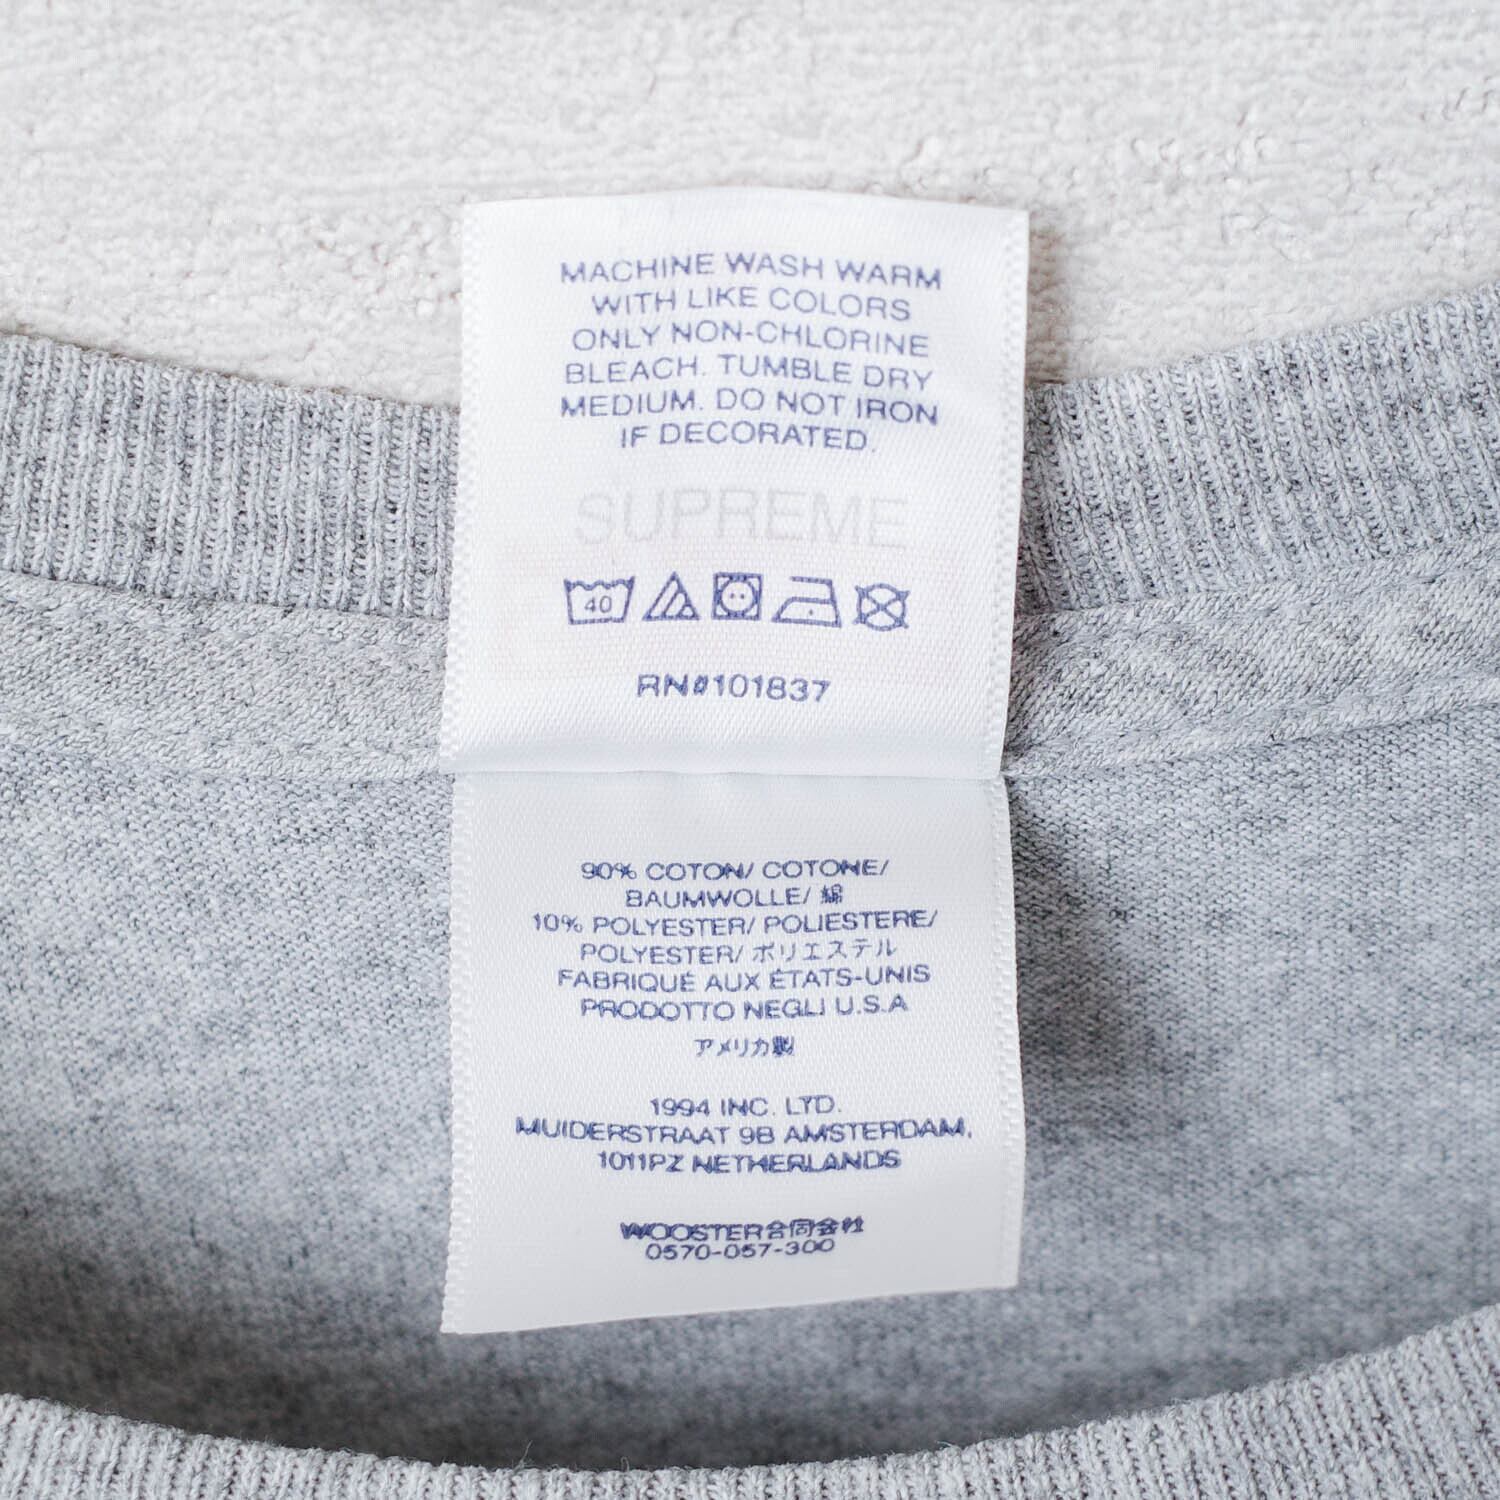 MACHINE WASH WARM
WITH LIKE COLORS
ONLY NON-CHLORINE
BLEACH. TUMBLE DRY
MEDIUM. DO NOT IRON
IF DECORATED.
SUPREME
40
RN#101837
90% COTON/ COTONE/
BAUMWOLLE/ 綿
10% POLYESTER/ POLIESTERE/
POLYESTER/ ポリエステル
FABRIQUÉ AUX ÉTATS-UNIS
PRODOTTO NEGLI U.S.A
アメリカ製
1994 INC. LTD.
MUIDERSTRAAT 9B AMSTERDAM,
1011PZ NETHERLANDS
WOOSTER合同会社
0570-057-300